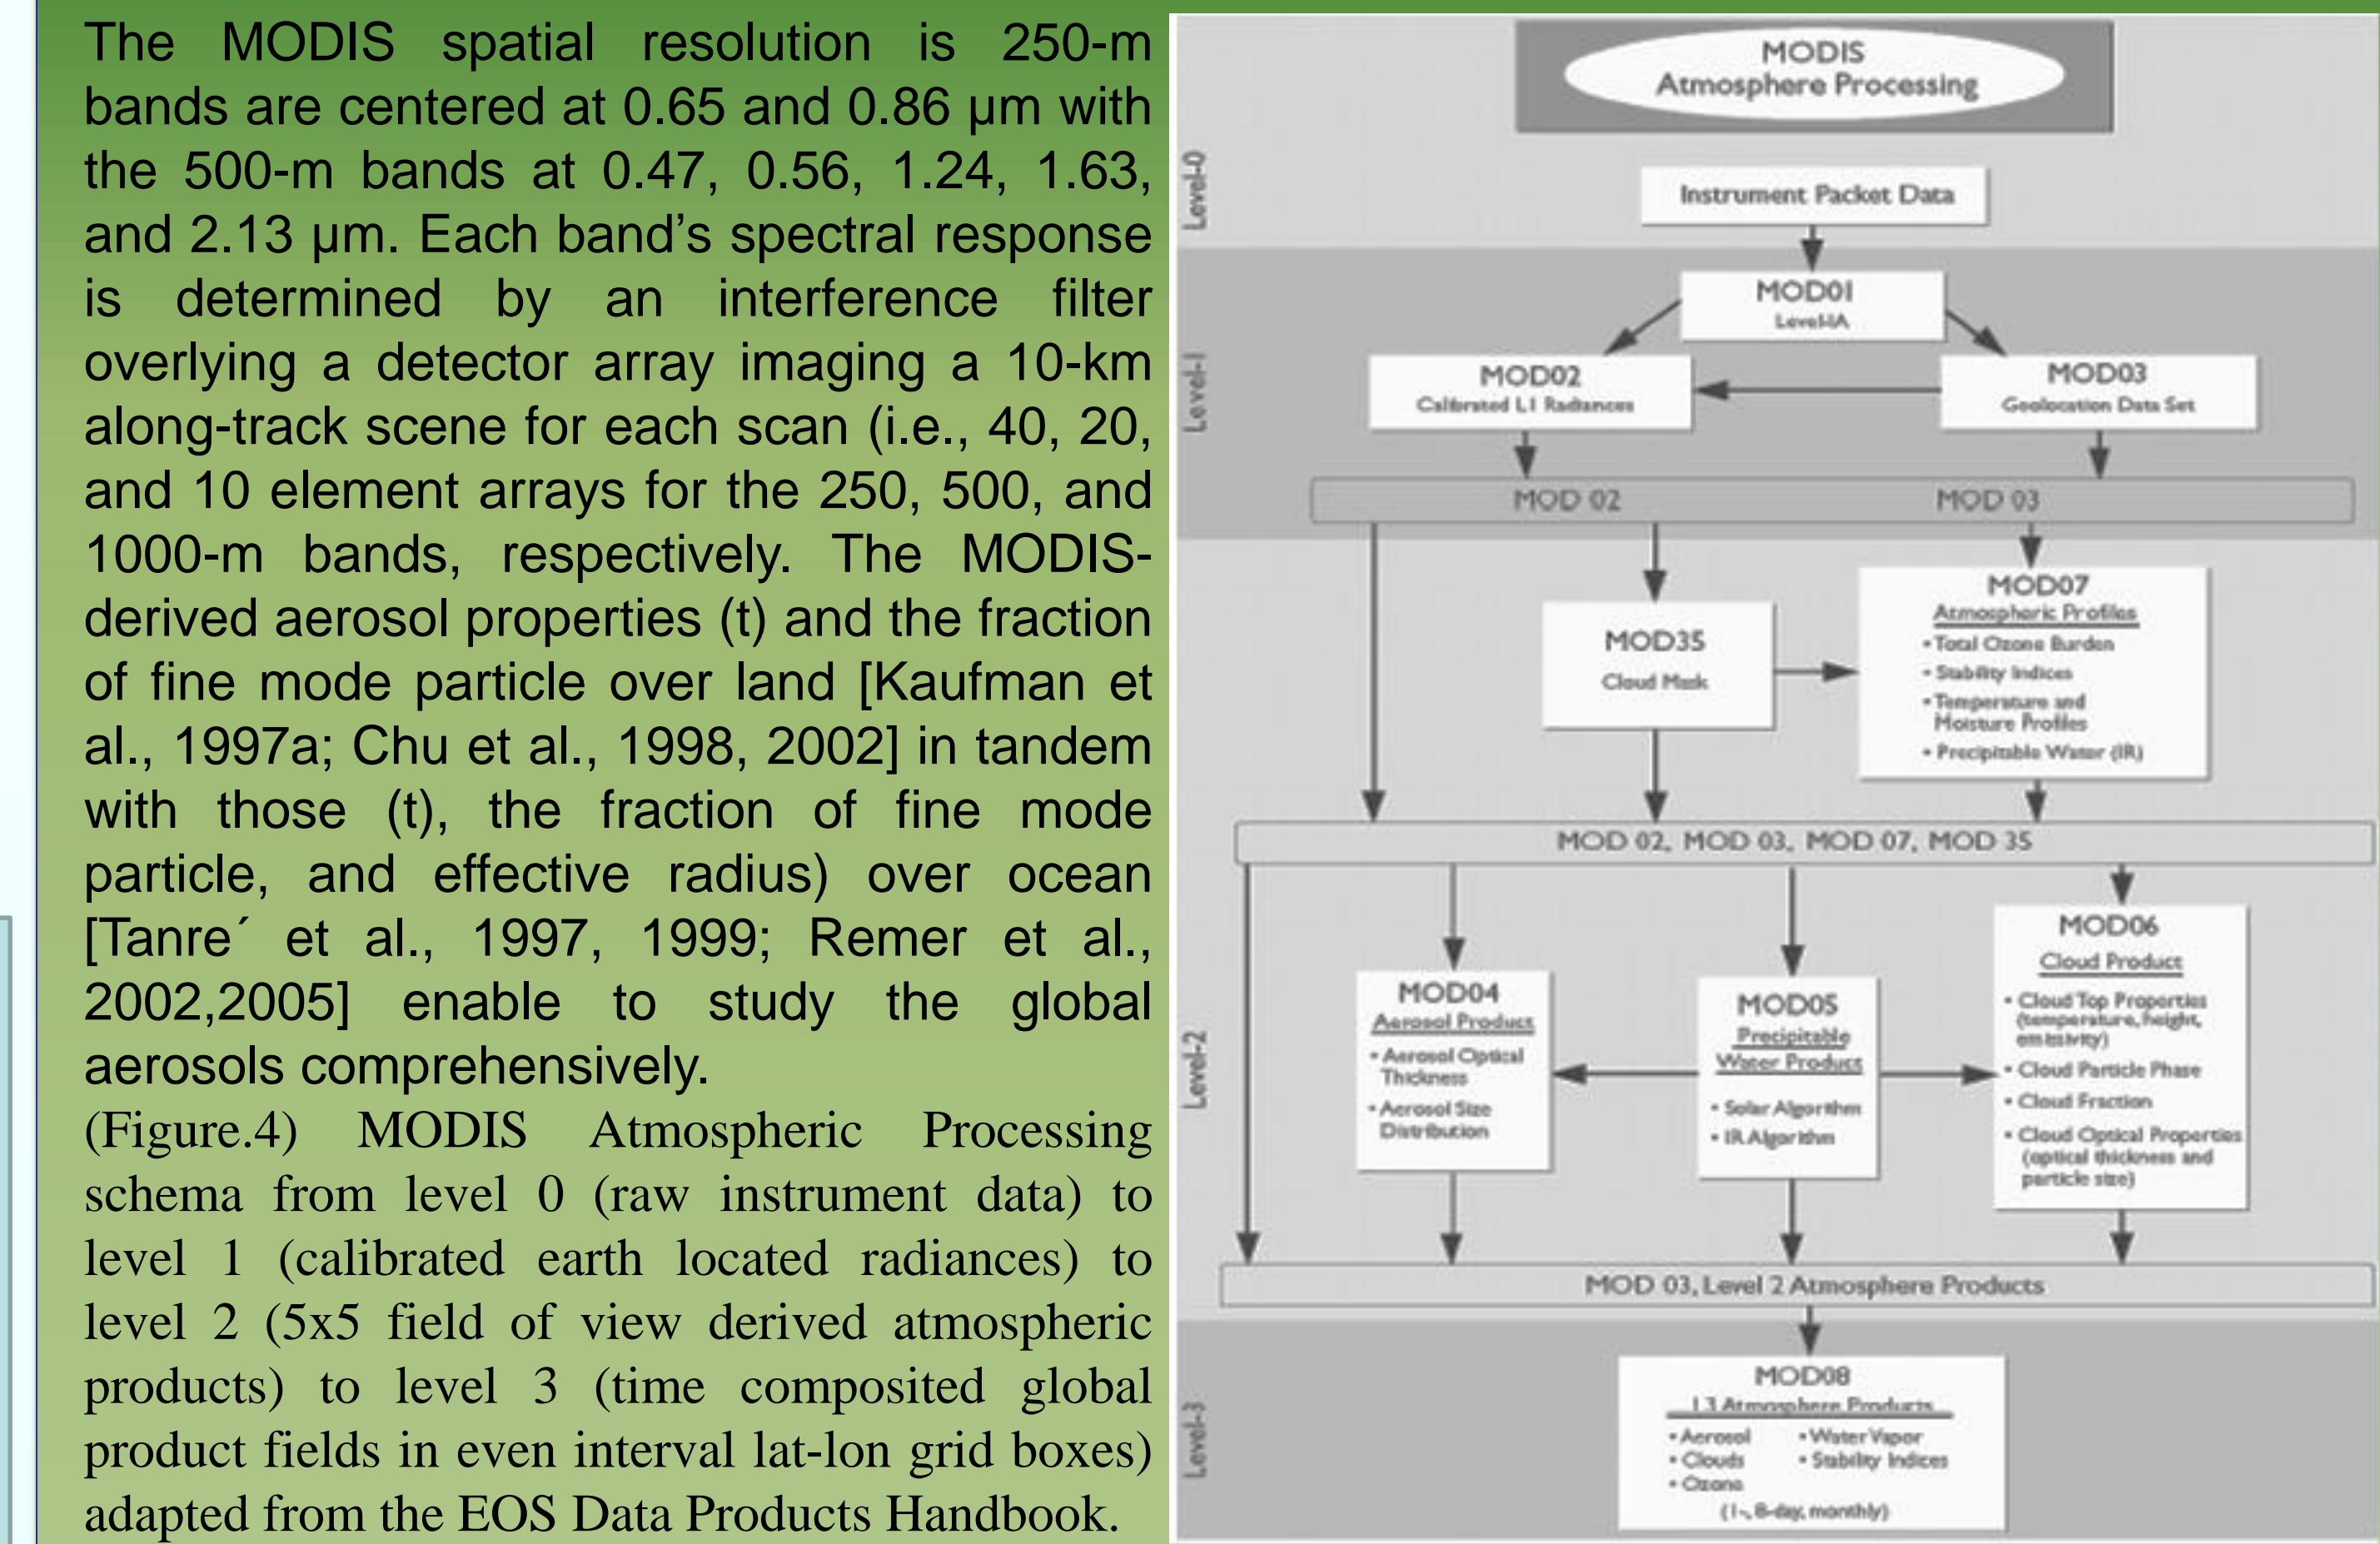 The MODIS spatial resolution is 250-m
bands are centered at 0.65 and 0.86 μm with
the 500-m bands at 0.47, 0.56, 1.24, 1.63,
and 2.13 μm. Each band’s spectral response
is determined by an interference filter
overlying a detector array imaging a 10-km
along-track scene for each scan (i.e., 40, 20,
and 10 element arrays for the 250, 500, and
1000-m bands, respectively. The MODIS-
derived aerosol properties (t) and the fraction
of fine mode particle over land [Kaufman et
al., 1997a; Chu et al., 1998, 2002] in tandem
with those (t), the fraction of fine mode
particle, and effective radius) over ocean
[Tanre´ et al., 1997, 1999; Remer et al.,
2002,2005] enable to study the global
aerosols comprehensively.
(Figure.4) MODIS Atmospheric Processing
schema from level 0 (raw instrument data) to
level 1 (calibrated earth located radiances) to
level 2 (5x5 field of view derived atmospheric
products) to level 3 (time composited global
product fields in even interval lat-lon grid boxes)
adapted from the EOS Data Products Handbook.
MODIS
Atmosphere Processing
Level-0
Instrument Packet Data
Level-1
MOD01
Level-1A
MOD02
Calibrated L1 Radiances
MOD03
Geolocation Data Set
MOD 02
MOD 03
Level-2
MOD35
Cloud Mask
MOD07
Atmospheric Profiles
• Total Ozone Burden
• Stability Indices
• Temperature and
Moisture Profiles
• Precipitable Water (IR)
MOD 02, MOD 03, MOD 07, MOD 35
MOD04
Aerosol Product
• Aerosol Optical
Thickness
• Aerosol Size
Distribution
MOD05
Precipitable
Water Product
• Solar Algorithm
• IR Algorithm
MOD06
Cloud Product
• Cloud Top Properties
(temperature, height,
emissivity)
• Cloud Particle Phase
• Cloud Fraction
• Cloud Optical Properties
(optical thickness and
particle size)
MOD 03, Level 2 Atmosphere Products
Level-3
MOD08
L3 Atmosphere Products
• Aerosol
• Clouds
• Ozone
• Water Vapor
• Stability Indices
(1-, 8-day, monthly)